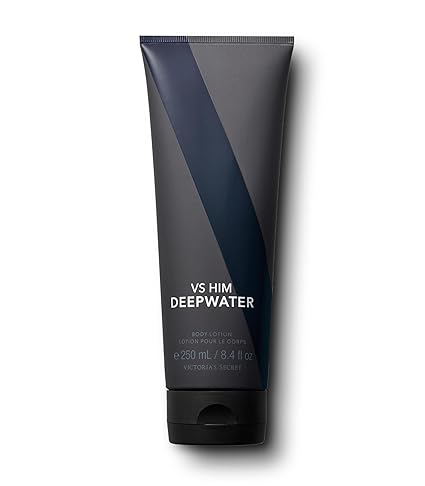 VS HIM
DEEPWATER
BODY LOTION
LOTION POUR LE CORPS
℮ 250 mL / 8.4 fl oz
VICTORIA'S SECRET